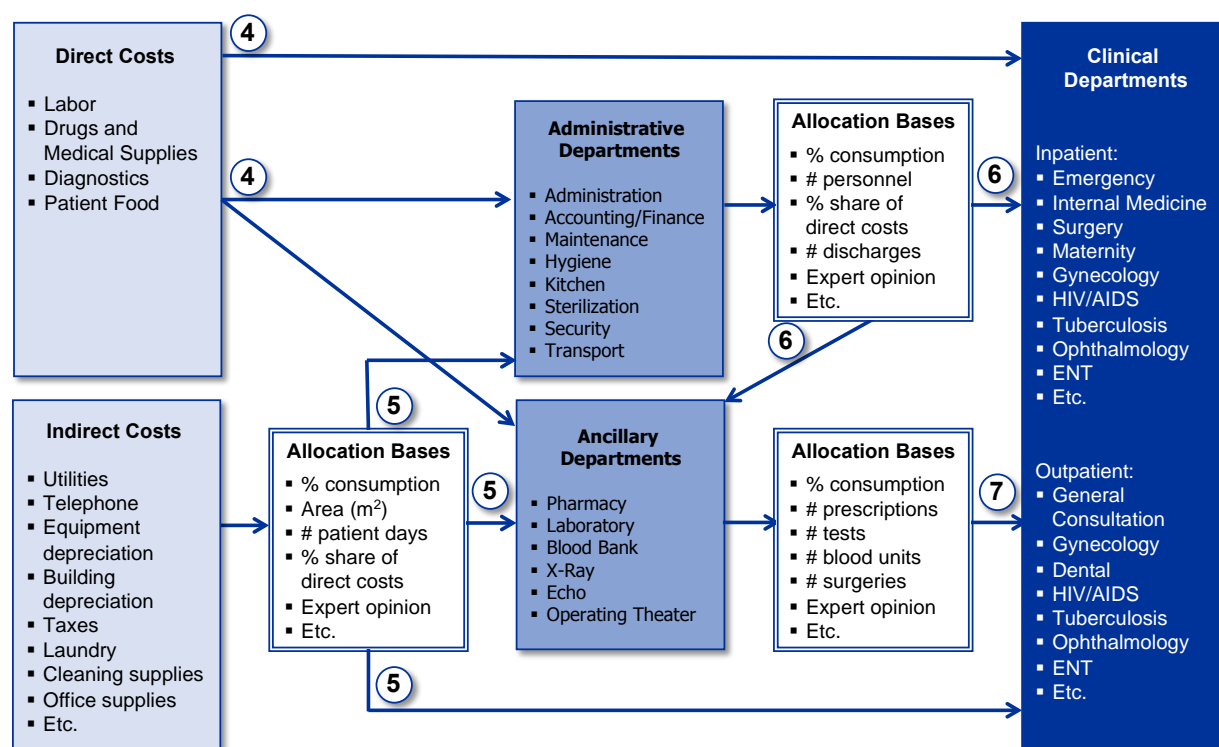 Direct Costs
▪ Labor
▪ Drugs and
Medical Supplies
▪ Diagnostics
▪ Patient Food
4
4
Administrative
Departments
▪ Administration
▪ Accounting/Finance
▪ Maintenance
▪ Hygiene
▪ Kitchen
▪ Sterilization
▪ Security
▪ Transport
Allocation Bases
▪ % consumption
▪ # personnel
▪ % share of
direct costs
▪ # discharges
▪ Expert opinion
▪ Etc.
6
6
Clinical
Departments
Inpatient:
▪ Emergency
▪ Internal Medicine
▪ Surgery
▪ Maternity
▪ Gynecology
▪ HIV/AIDS
▪ Tuberculosis
▪ Ophthalmology
▪ ENT
▪ Etc.
Outpatient:
▪ General
Consultation
▪ Gynecology
▪ Dental
▪ HIV/AIDS
▪ Tuberculosis
▪ Ophthalmology
▪ ENT
▪ Etc.
Indirect Costs
▪ Utilities
▪ Telephone
▪ Equipment
depreciation
▪ Building
depreciation
▪ Taxes
▪ Laundry
▪ Cleaning supplies
▪ Office supplies
▪ Etc.
5
Allocation Bases
▪ % consumption
▪ Area (m²)
▪ # patient days
▪ % share of
direct costs
▪ Expert opinion
▪ Etc.
5
5
Ancillary
Departments
▪ Pharmacy
▪ Laboratory
▪ Blood Bank
▪ X-Ray
▪ Echo
▪ Operating Theater
Allocation Bases
▪ % consumption
▪ # prescriptions
▪ # tests
▪ # blood units
▪ # surgeries
▪ Expert opinion
▪ Etc.
7